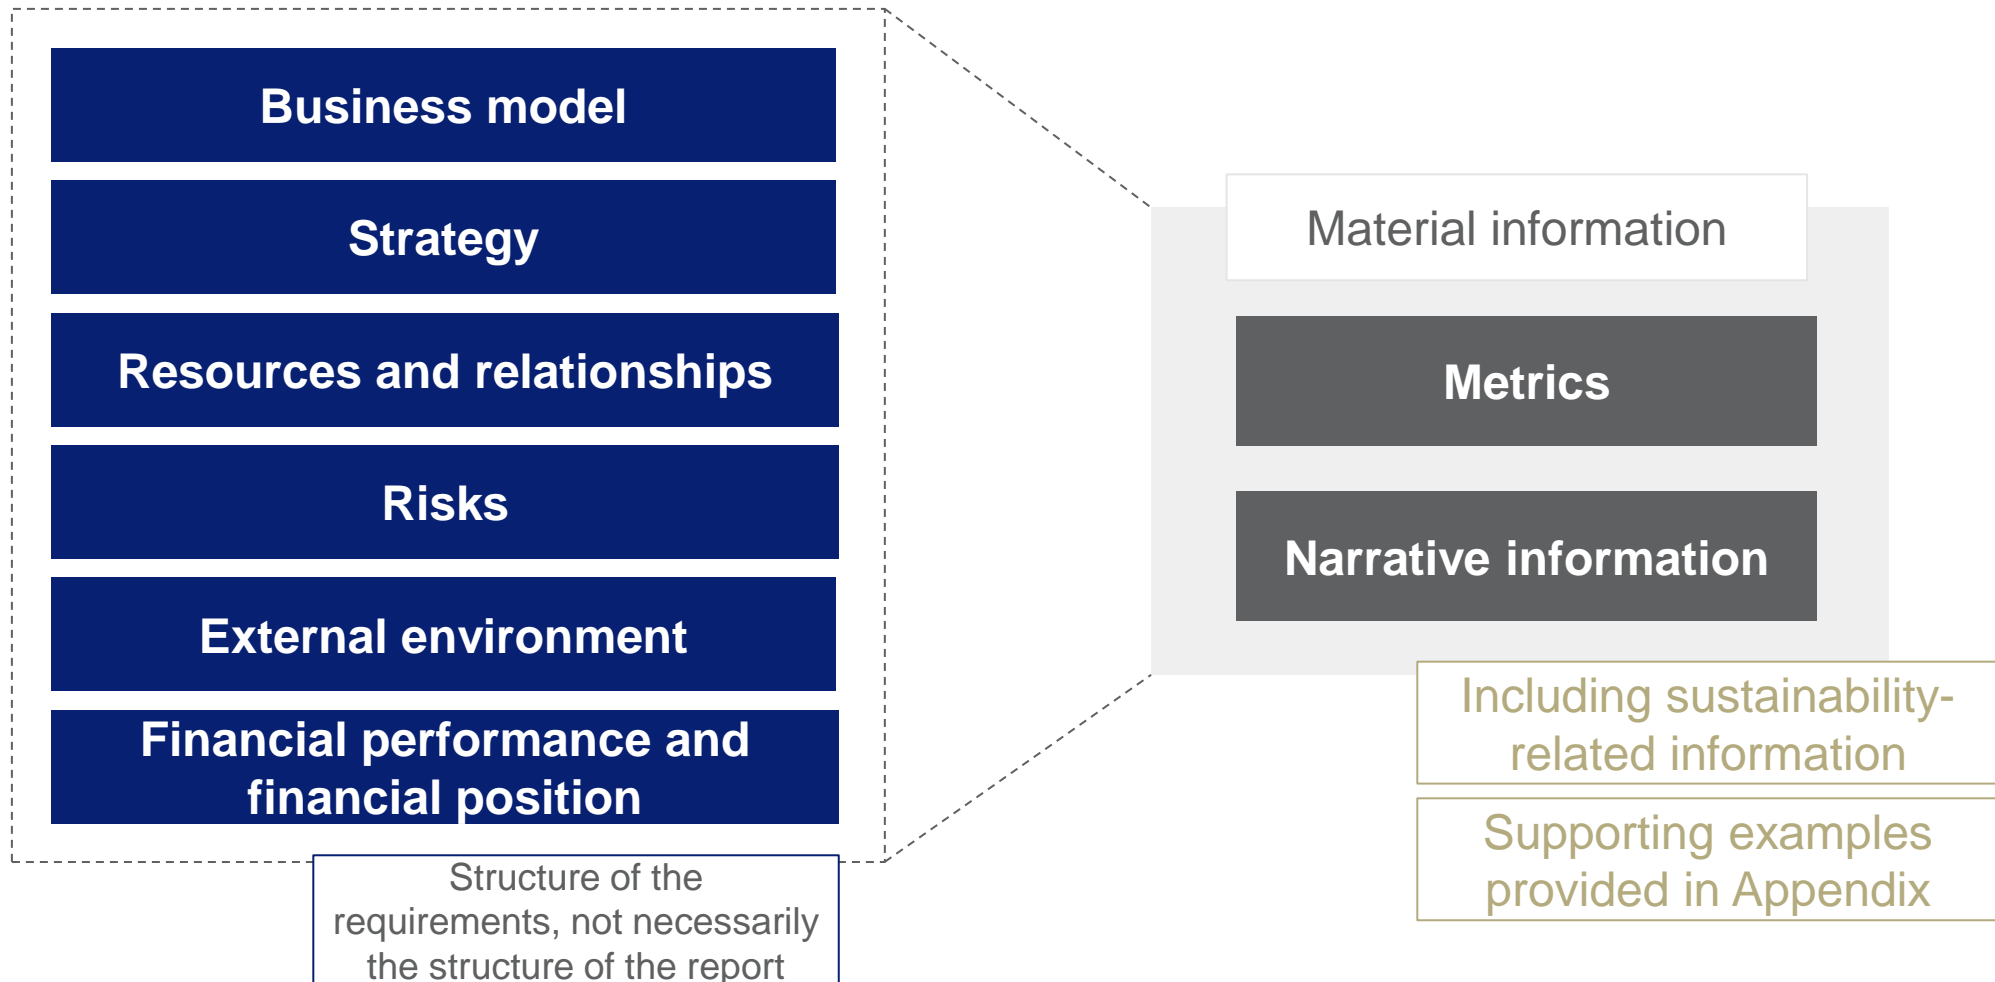 Business model
Strategy
Resources and relationships
Risks
External environment
Financial performance and
financial position
Structure of the
requirements, not necessarily
the structure of the report
Material information
Metrics
Narrative information
Including sustainability-
related information
Supporting examples
provided in Appendix